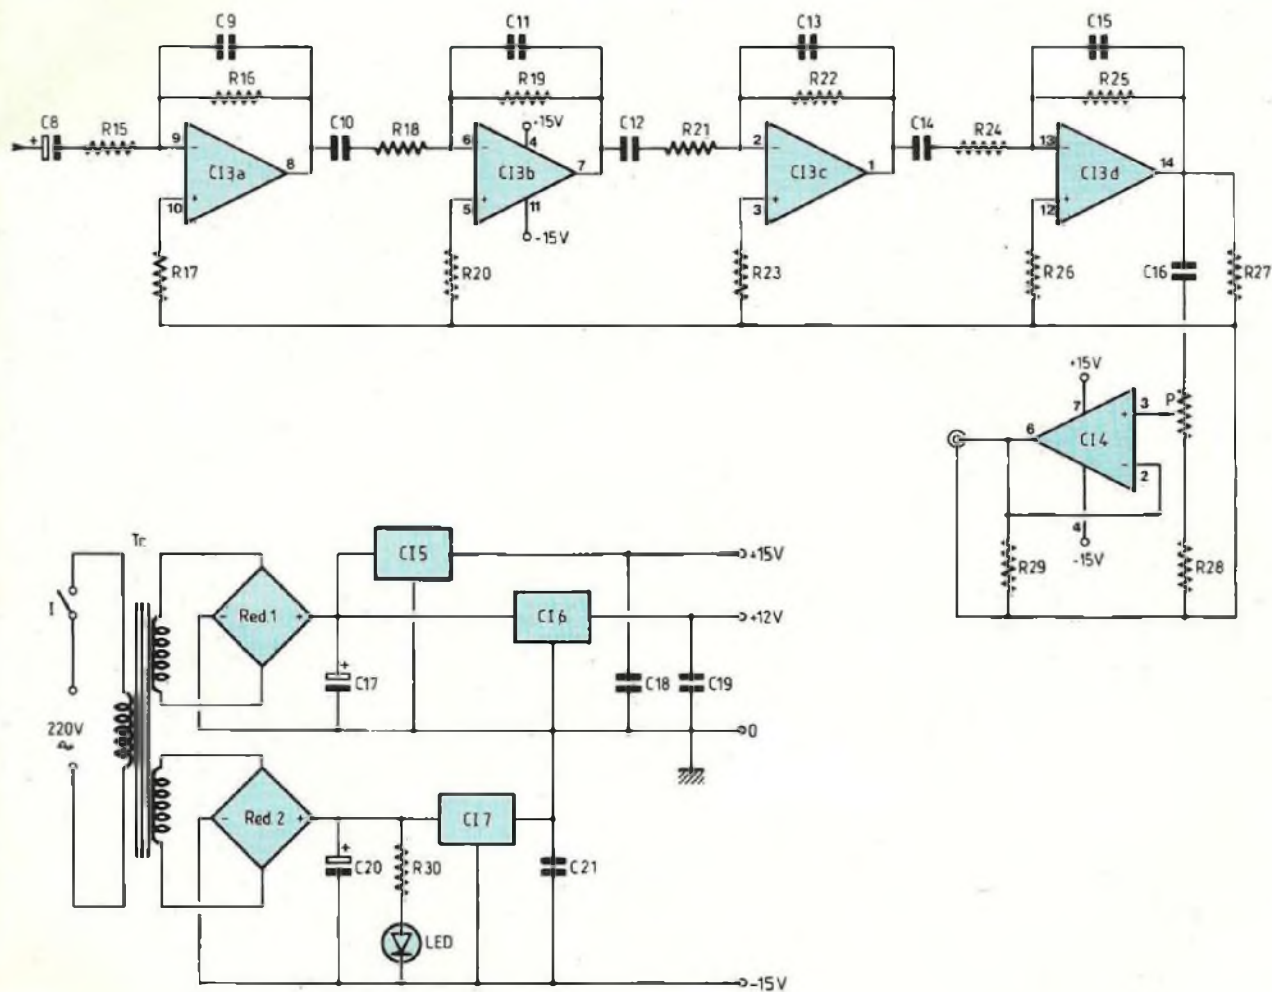 C9
C11
C13
C15
R16
R19
R22
R25
C8
+
R15
9
-
C10
R18
6
-
+15V
4
C12
R21
2
-
C14
R24
13
-
CI3a
8
CI3b
7
CI3c
1
CI3d
14
10
+
5
+
11
-15V
3
+
12
+
R17
R20
R23
R26
C16
R27
+15V
7
3
P
6
CI4
+
-
2
4
-15V
R29
R28
Tr
CI5
+15V
I
- Red.1 +
CI6
+12V
+
C17
C18
C19
220V
0
- Red.2 +
CI7
+
C20
R30
C21
LED
-15V